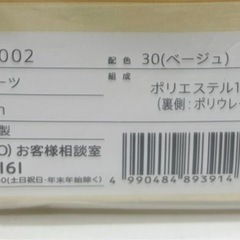 002 配色 30(ベージュ)
ーツ 組成 ポリエステル1
m (裏側:ポリウレ
製
O) お客様相談室
161
0(土日祝日・年末年始除く)
4 990484 893914